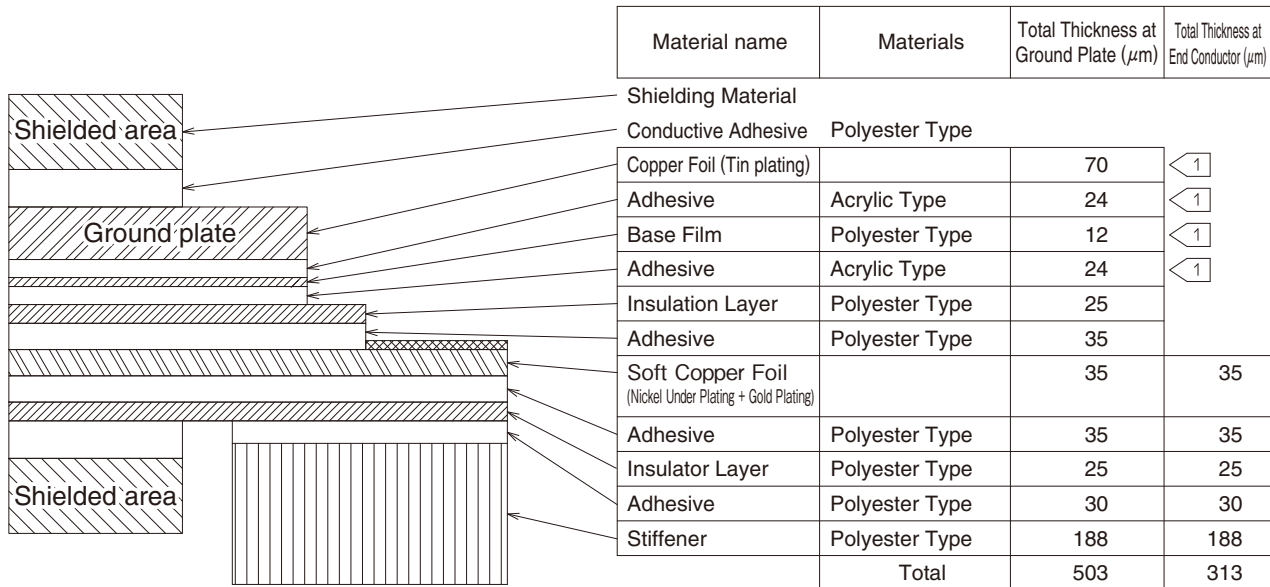 Material name Materials Total Thickness at Ground Plate (μm) Total Thickness at End Conductor (μm)
Shielding Material
Conductive Adhesive Polyester Type
Copper Foil (Tin plating) 70 1
Adhesive Acrylic Type 24 1
Base Film Polyester Type 12 1
Adhesive Acrylic Type 24 1
Insulation Layer Polyester Type 25
Adhesive Polyester Type 35
Soft Copper Foil 35 35
(Nickel Under Plating + Gold Plating)
Adhesive Polyester Type 35 35
Insulator Layer Polyester Type 25 25
Adhesive Polyester Type 30 30
Stiffener Polyester Type 188 188
Total 503 313
Shielded area
Ground plate
Shielded area